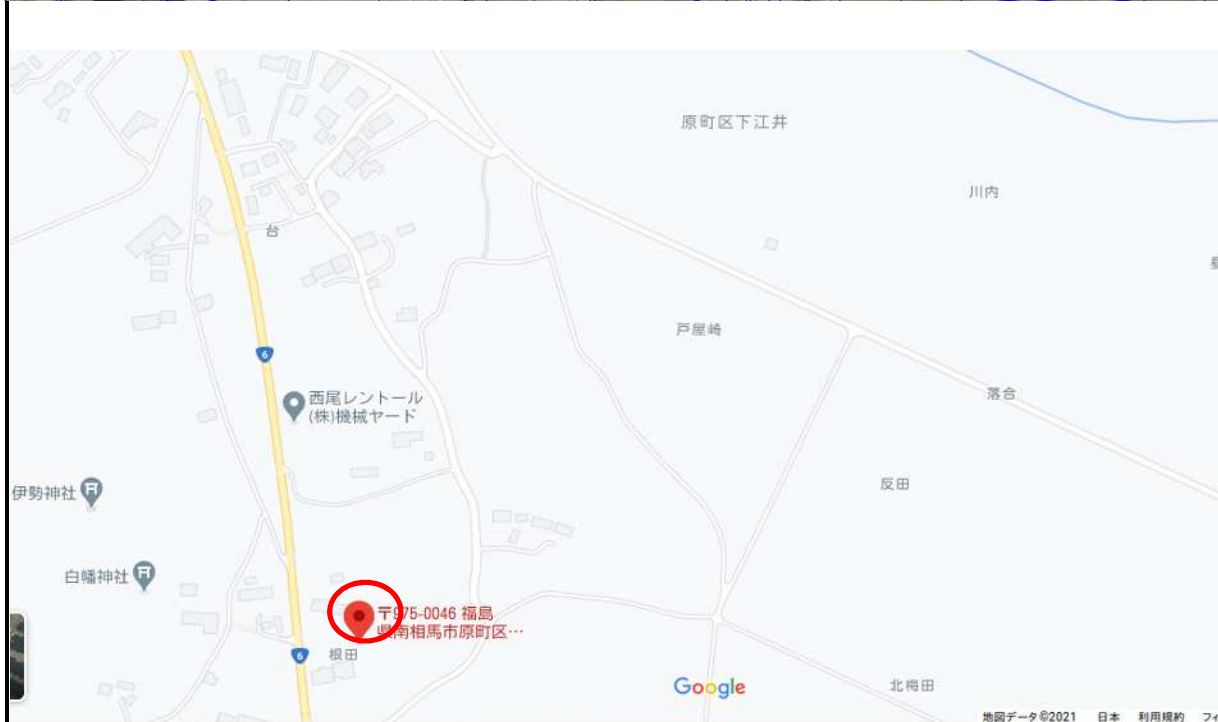 原町区下江井
川内
台
戸屋崎
6
西尾レントール
(株)機械ヤード
落合
反田
伊勢神社
白幡神社
〒975-0046 福島
県南相馬市原町区…
6
根田
Google
北梅田
地図データ©2021 日本 利用規約